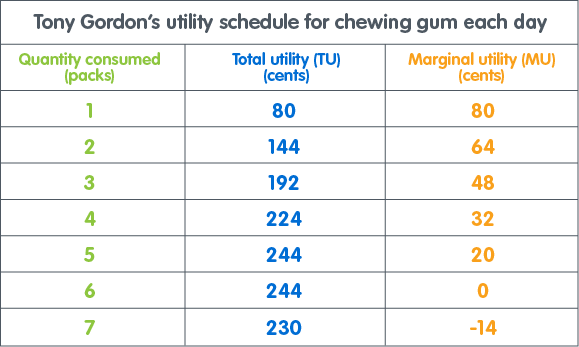 Tony Gordon’s utility schedule for chewing gum each day
Quantity consumed Total utility (TU) Marginal utility (MU)
(packs) (cents) (cents)
1 80 80
2 144 64
3 192 48
4 224 32
5 244 20
6 244 0
7 230 -14